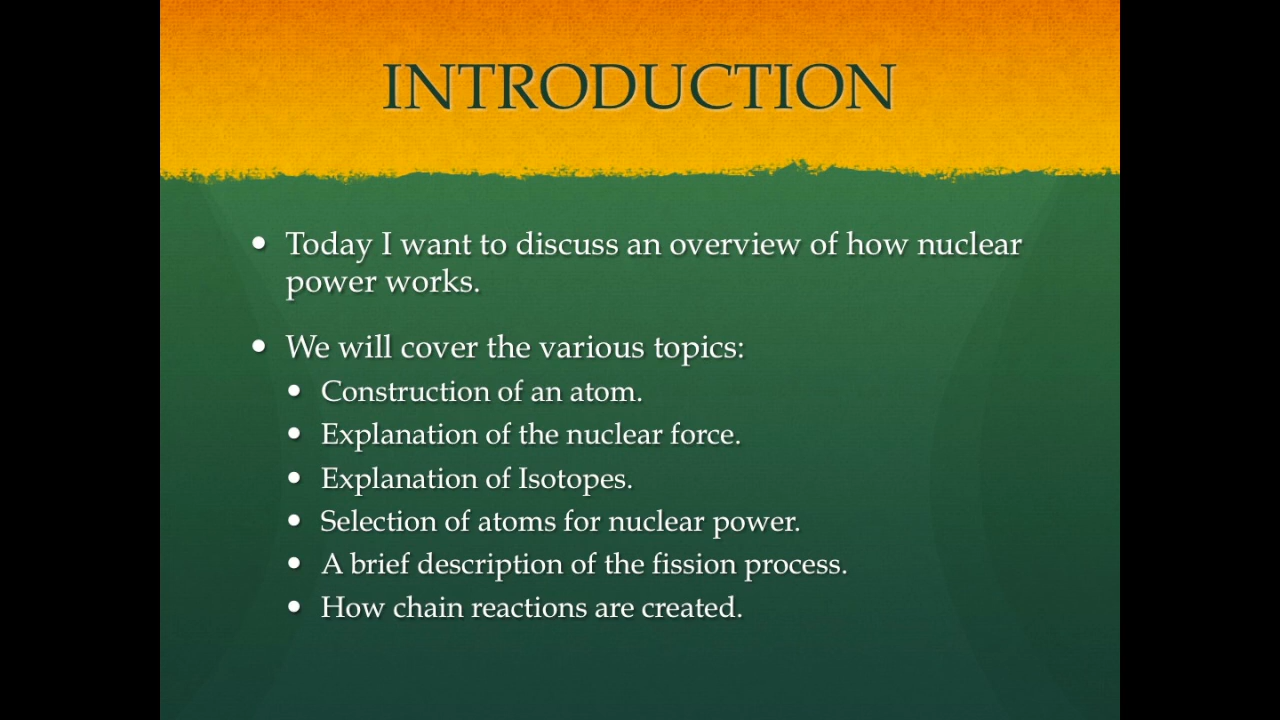 INTRODUCTION
• Today I want to discuss an overview of how nuclear
power works.
• We will cover the various topics:
• Construction of an atom.
• Explanation of the nuclear force.
• Explanation of Isotopes.
• Selection of atoms for nuclear power.
• A brief description of the fission process.
• How chain reactions are created.